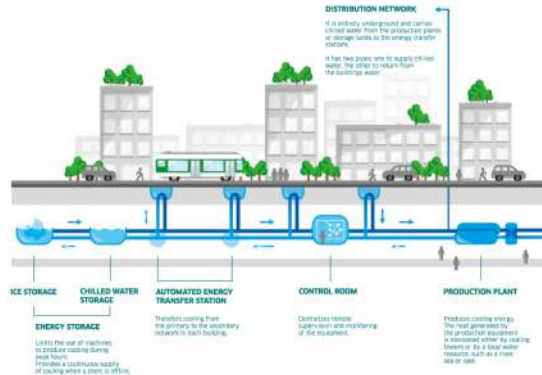 DISTRIBUTION NETWORK
It is entirely underground and carries
chilled water from the production plants
or storage tanks to the energy transfer
stations.
It has two pipes: one to supply chilled
water, the other to return from
the buildings water.
ICE STORAGE
CHILLED WATER
STORAGE
ENERGY STORAGE
Limits the use of machines
to produce cooling during
peak hours.
Provides a continuous supply
of cooling when a plant is offline.
AUTOMATED ENERGY
TRANSFER STATION
Transfers cooling from
the primary to the secondary
network in each building.
CONTROL ROOM
Centralizes remote
supervision and monitoring
of the equipment.
PRODUCTION PLANT
Produces cooling energy.
The heat generated by
the production equipment
is dissipated either by cooling
towers or by a local water
resource, such as a river,
sea or lake.